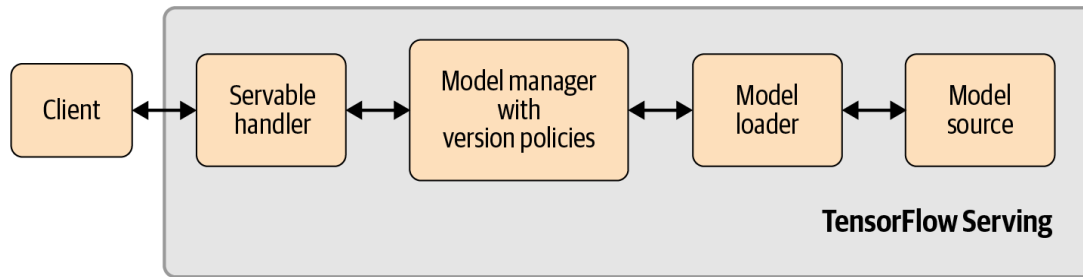 Client
Servable
handler
Model manager
with
version policies
Model
loader
Model
source
TensorFlow Serving